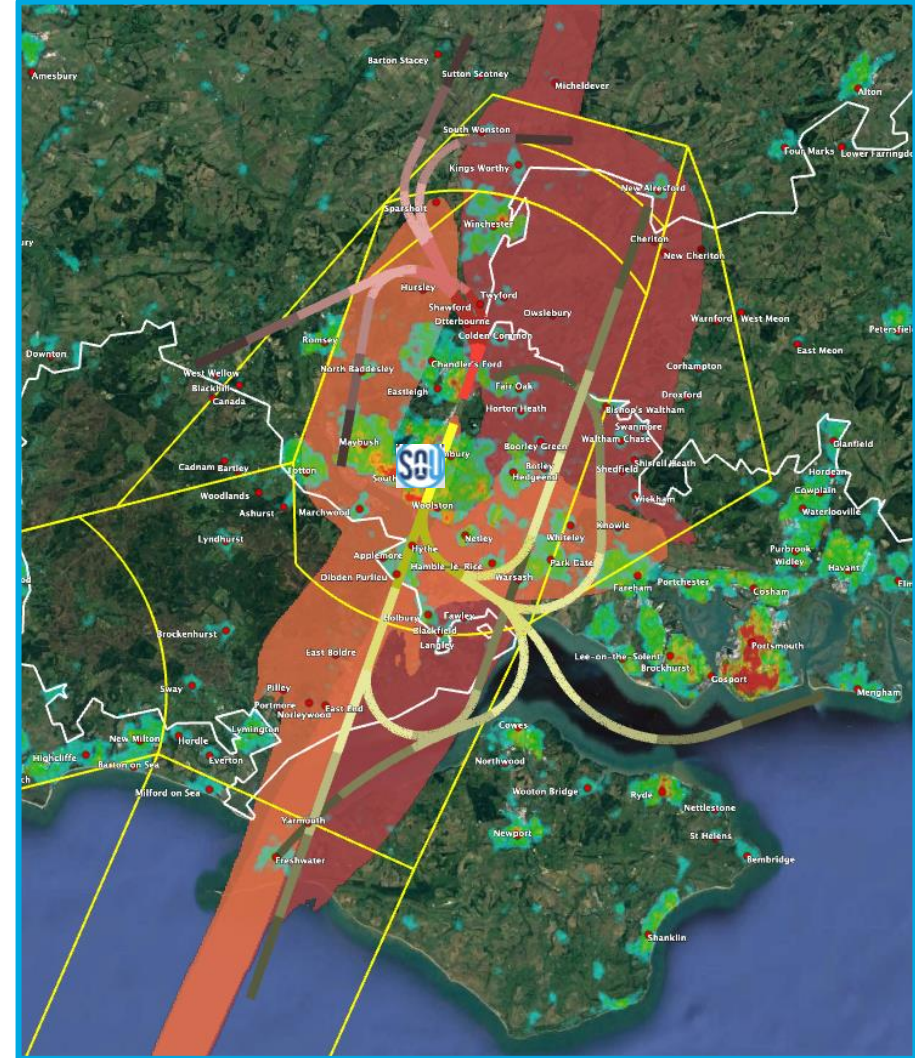 Barton Stacey
Sutton Scotney
Amesbury
Micheldever
Alton
South Wonston
Four Marks
Lower Farringdo
Kings Worthy
New Alresford
Sparsholt
Winchester
Cheriton
New Cheriton
Hursley
Twyford
Shawford
Owslebury
Otterbourne
Warnford
West Meon
Petersfie
Colden Common
Romsey
East Meon
Downton
Chandler's Ford
North Baddesley
Corhampton
West Wellow
Blackhill
Eastleigh
Fair Oak
Canada
Droxford
Horton Heath
Bishop's Waltham
Swanmore
Maybush
Boorley Green
Waltham Chase
Clanfield
SOU
Cadnam
Bartley
Totton
Botley
Shedfield
Shirrell Heath
Hedgeend
Horndean
Woodlands
Cowplain
Marchwood
Woolston
Wickham
Ashurst
Waterlooville
Knowle
Lyndhurst
Netley
Whiteley
Purbrook
Hythe
Widley
Applemore
Havant
Hamble-le-Rice
Park Gate
Dibden Purlieu
Warsash
Portchester
Fareham
Cosham
Holbury
Fawley
Brockenhurst
Blackfield
Langley
Portsmouth
East Boldre
Lee-on-the-Solent
Brockhurst
Gosport
Sway
Pilley
Mengham
Portmore
East End
Norleywood
Lymington
Cowes
New Milton
Hordle
Highcliffe
Everton
Northwood
Barton on Sea
Milford on Sea
Wooton Bridge
Ryde
Nettlestone
Yarmouth
Newport
St Helens
Freshwater
Bembridge
Shanklin